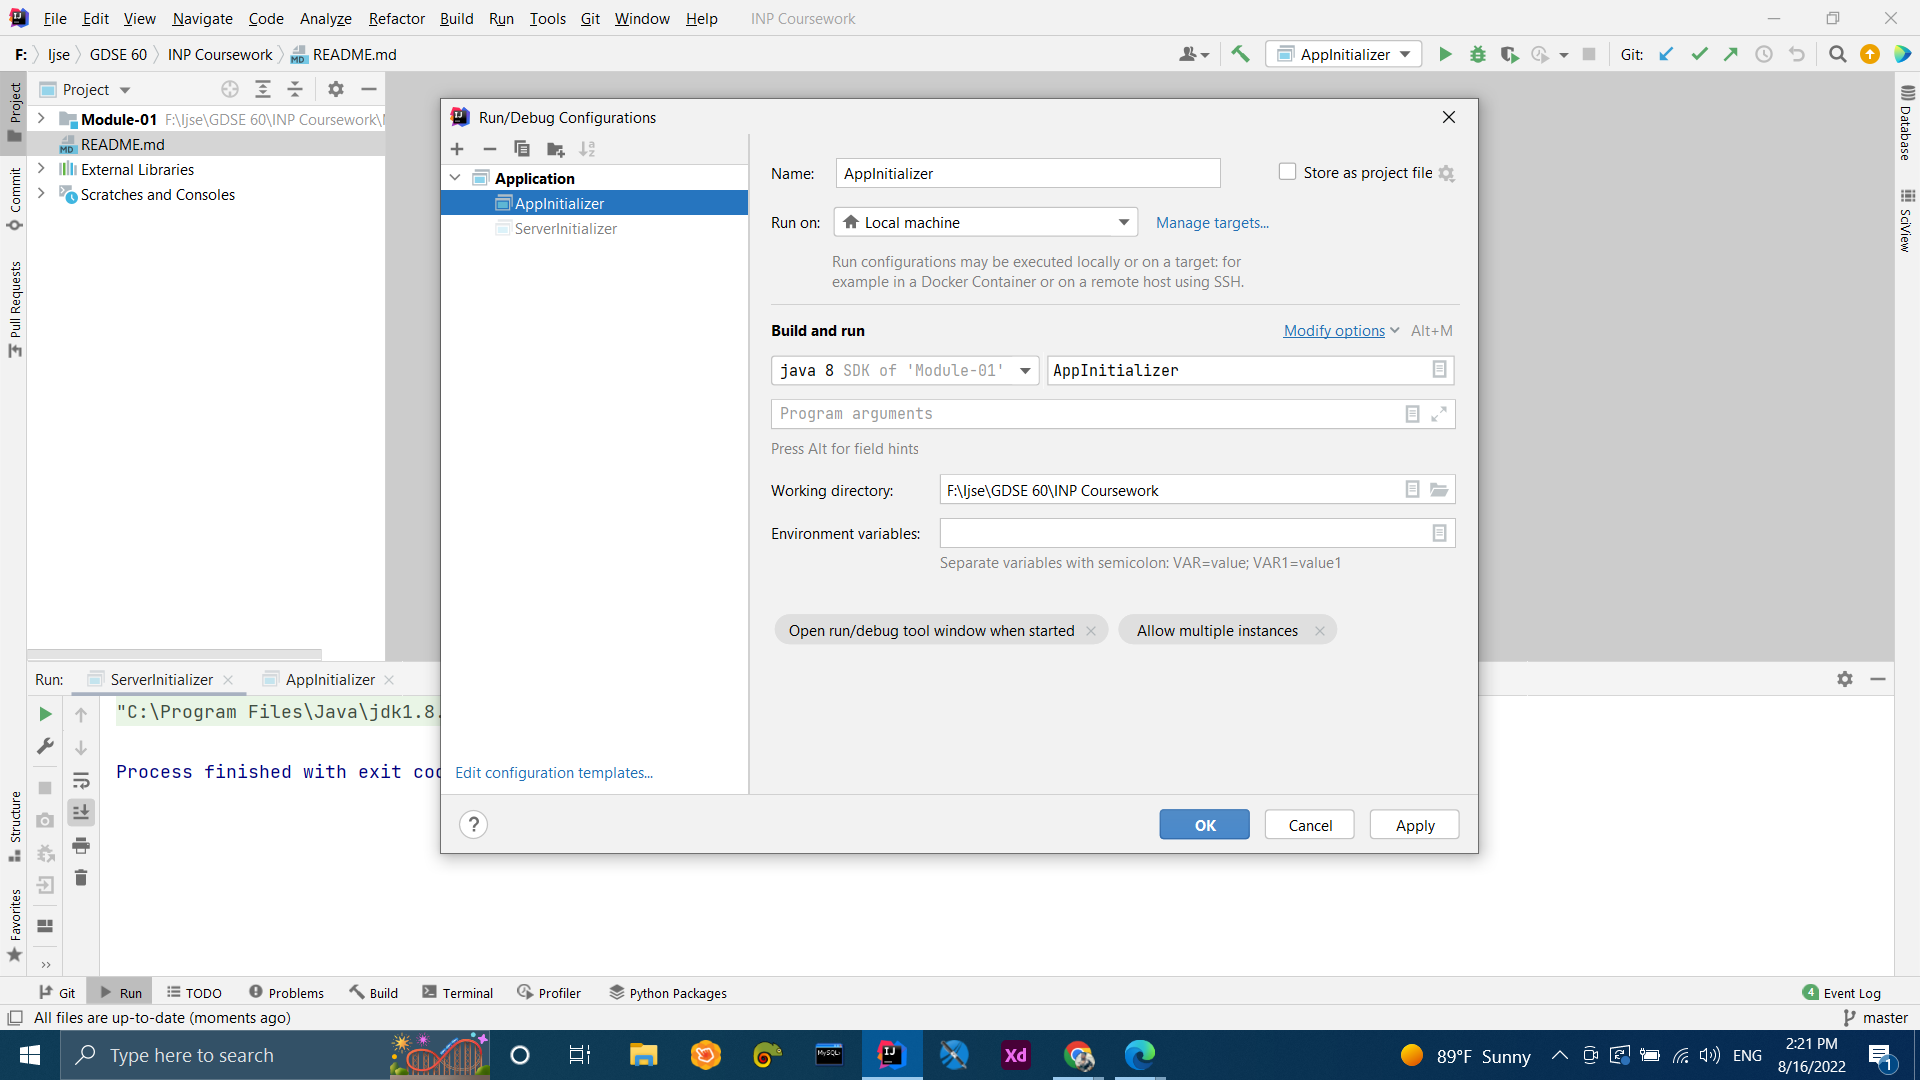 File Edit View Navigate Code Analyze Refactor Build Run Tools Git Window Help INP Coursework
F: Ijse GDSE 60 INP Coursework README.md
AppInitializer
Git:
Project
Module-01 F:\Ijse\GDSE 60\INP Coursework\
README.md
External Libraries
Scratches and Consoles
Project
Commit
Pull Requests
Structure
Favorites
Database
SciView
Run/Debug Configurations
Application
AppInitializer
ServerInitializer
Edit configuration templates...
Name: AppInitializer
Store as project file
Run on: Local machine
Manage targets...
Run configurations may be executed locally or on a target: for
example in a Docker Container or on a remote host using SSH.
Build and run
Modify options Alt+M
java 8 SDK of 'Module-01'
AppInitializer
Program arguments
Press Alt for field hints
Working directory: F:\Ijse\GDSE 60\INP Coursework
Environment variables:
Separate variables with semicolon: VAR=value; VAR1=value1
Open run/debug tool window when started
Allow multiple instances
?
OK
Cancel
Apply
Run: ServerInitializer AppInitializer
"C:\Program Files\Java\jdk1.8.
Process finished with exit co
Git Run TODO Problems Build Terminal Profiler Python Packages
4 Event Log
All files are up-to-date (moments ago)
master
Type here to search
MySQL
IJ
Xd
89°F Sunny
ENG
2:21 PM
8/16/2022
1